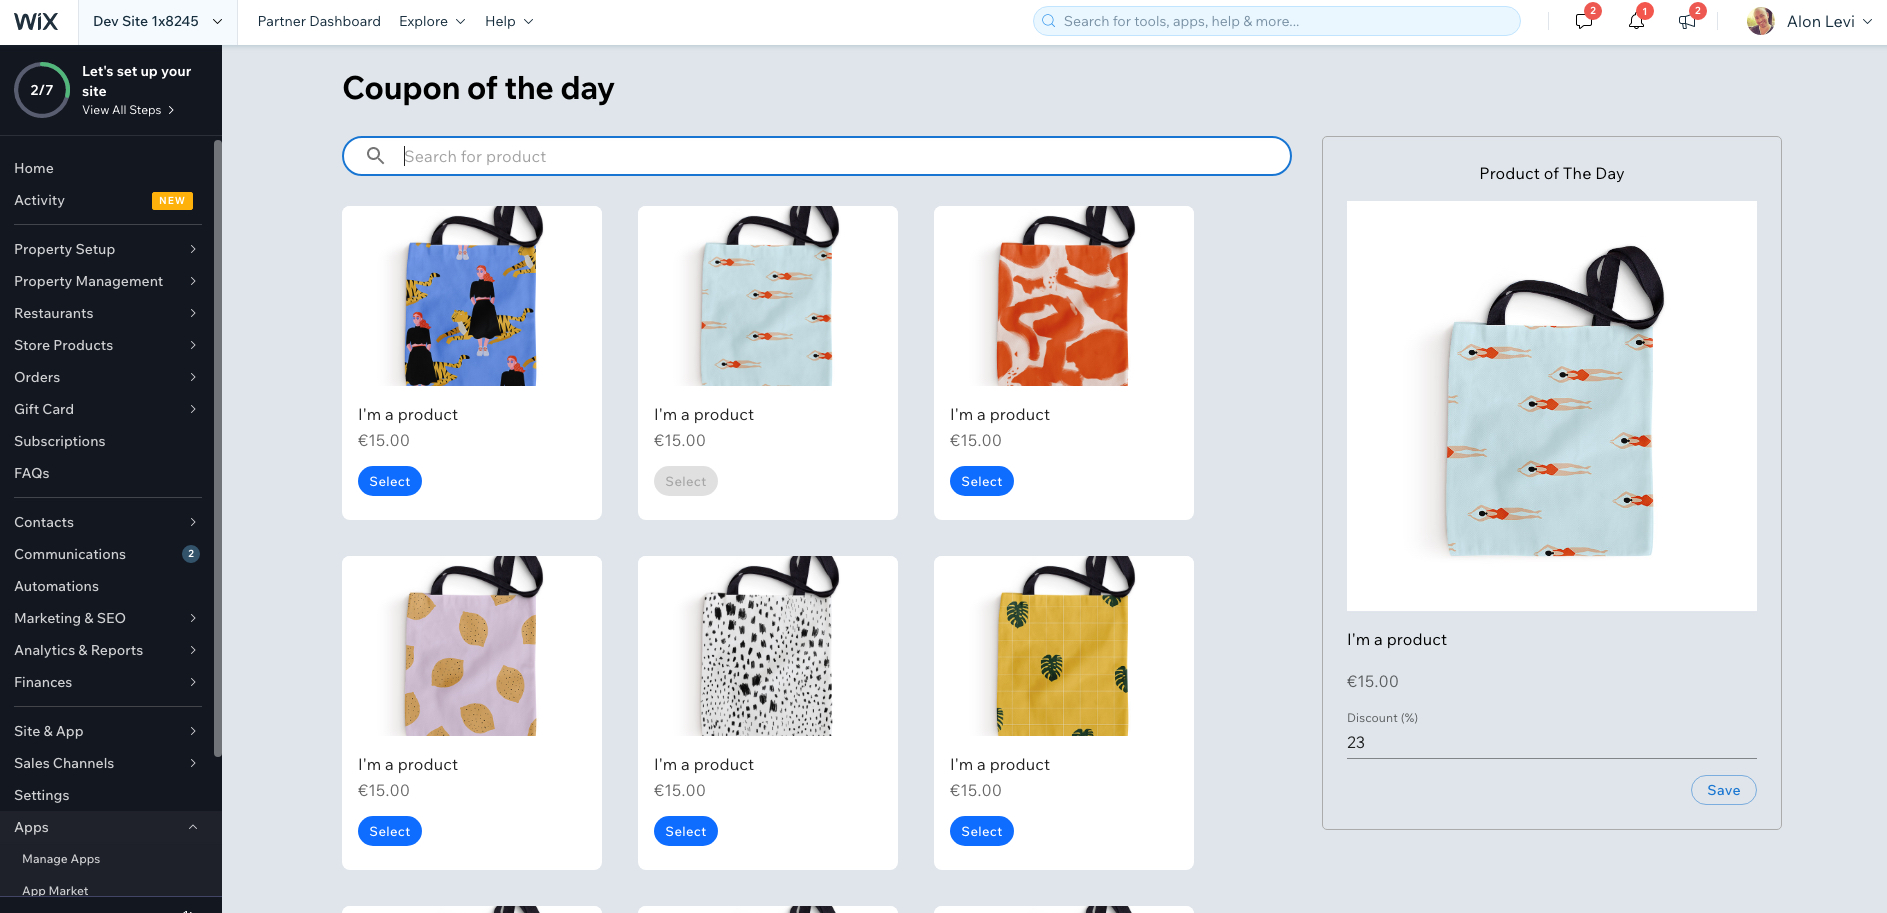 WiX
Dev Site 1x8245
Partner Dashboard
Explore
Help
Search for tools, apps, help & more...
2
1
2
Alon Levi
2/7
Let's set up your
site
View All Steps
Home
Activity
NEW
Property Setup
Property Management
Restaurants
Store Products
Orders
Gift Card
Subscriptions
FAQs
Contacts
Communications
2
Automations
Marketing & SEO
Analytics & Reports
Finances
Site & App
Sales Channels
Settings
Apps
Manage Apps
App Market
Coupon of the day
Search for product
I'm a product
€15.00
Select
I'm a product
€15.00
Select
I'm a product
€15.00
Select
I'm a product
€15.00
Select
I'm a product
€15.00
Select
I'm a product
€15.00
Select
Product of The Day
I'm a product
€15.00
Discount (%)
23
Save